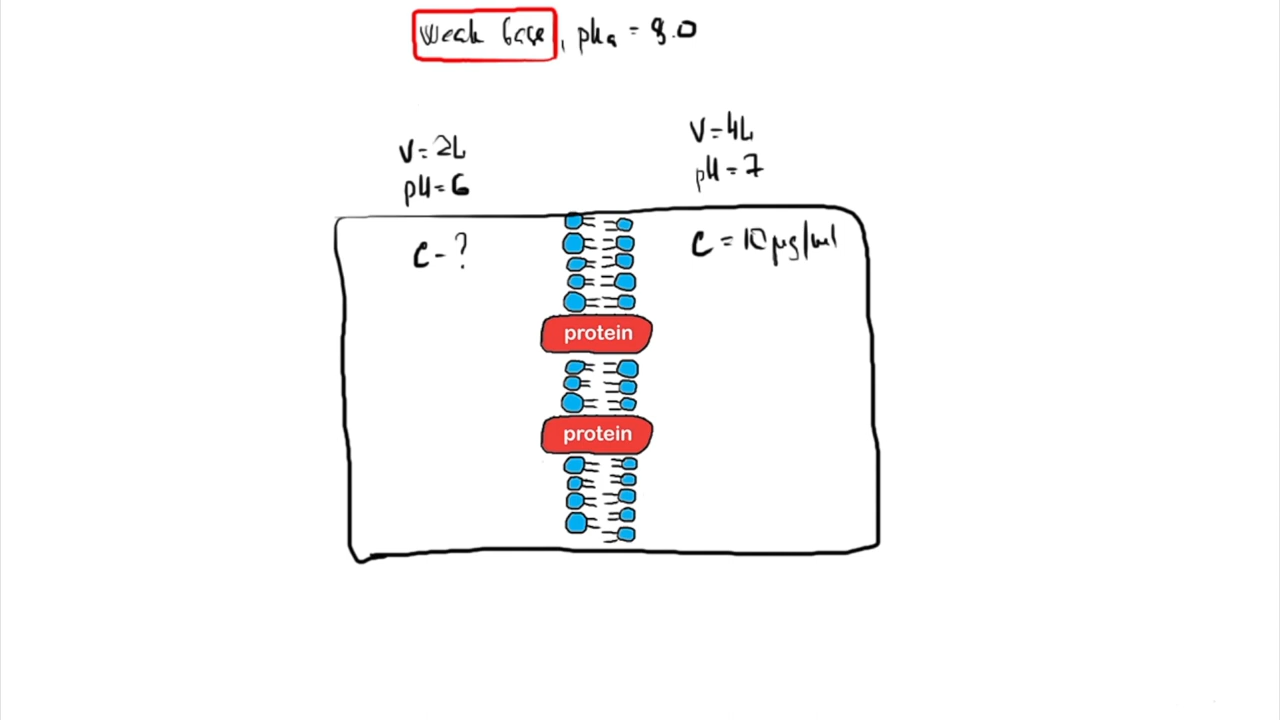 Weak base, pka = 8.0
V=4L
V=2L
pH=7
pH=6
C = 10 µg/ml
C-?
protein
protein